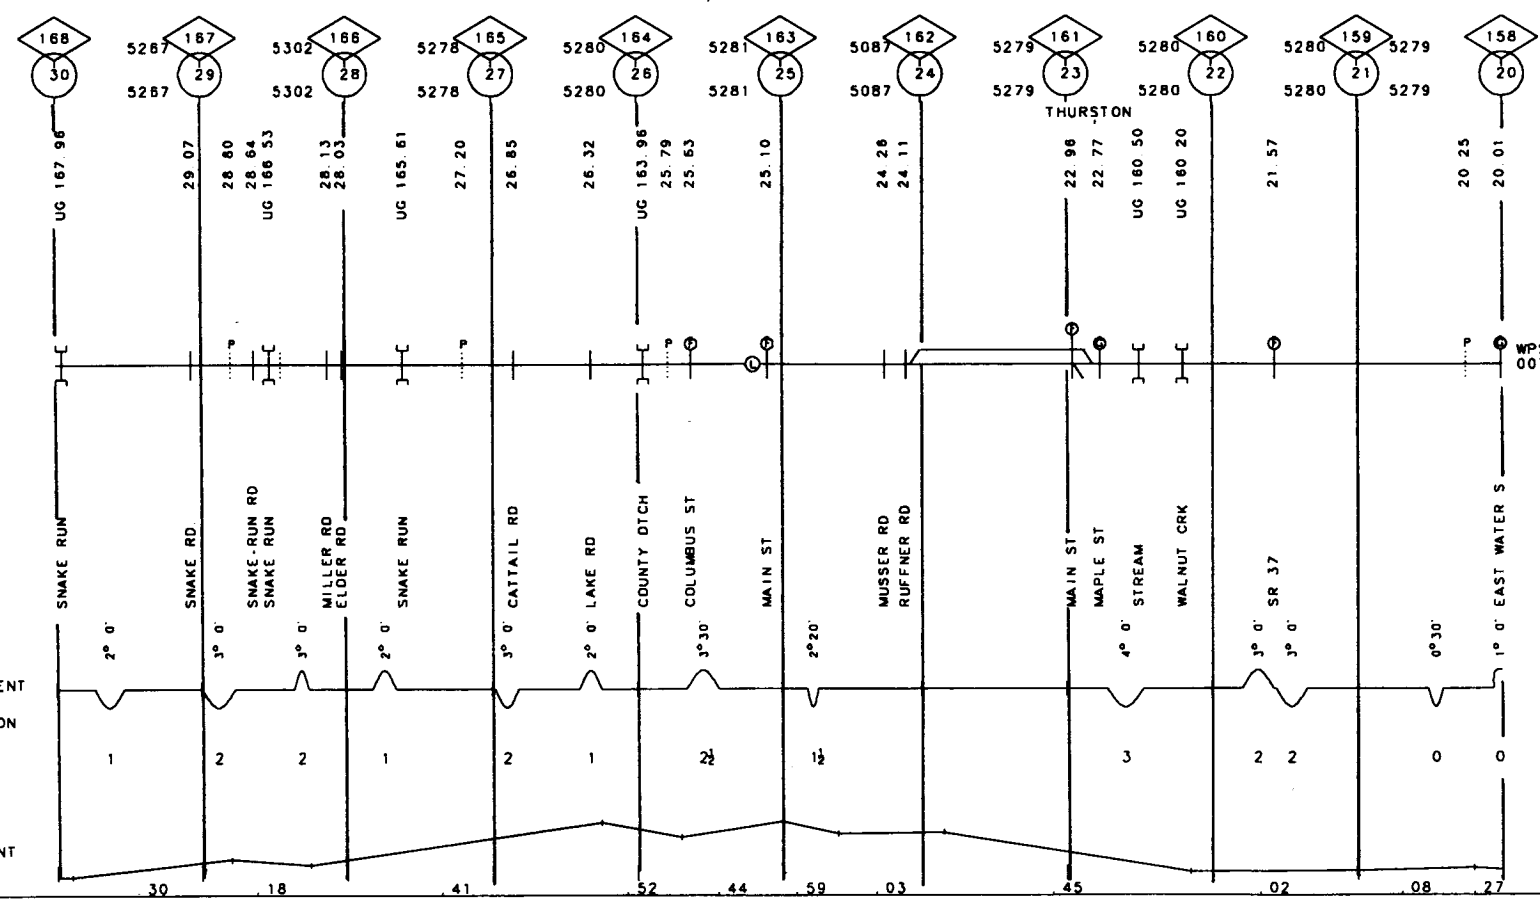 168 167 166 165 164 163 162 161 160 159 158
5267 5302 5278 5280 5281 5087 5279 5280 5280 5279
30 29 28 27 26 25 24 23 22 21 20
5267 5302 5278 5280 5281 5087 5279 5280 5280 5279
THURSTON
UG 167.96
29.07
28.80
28.64
UG 166.53
28.13
28.03
UG 165.61
27.20
26.85
26.32
UG 163.96
25.79
25.63
25.10
24.26
24.11
22.96
22.77
UG 160.50
UG 160.20
21.57
20.25
20.01
P P P P P L P P G P P G
WPS
00
SNAKE RUN
SNAKE RD.
SNAKE-RUN RD
SNAKE RUN
MILLER RD
ELDER RD
SNAKE RUN
CATTAIL RD
LAKE RD
COUNTY DTCH
COLUMBUS ST
MAIN ST
MUSSER RD
RUFFNER RD
MAIN ST
MAPLE ST
STREAM
WALNUT CRK
SR 37
EAST WATER S
2° 0' 3° 0' 3° 0' 2° 0' 3° 0' 2° 0' 3° 30' 2° 20' 4° 0' 3° 0' 3° 0' 0° 30' 1° 0'
ENT
ON
1 2 2 1 2 1 2½ 1½ 3 2 2 0 0
NT
.30 .18 .41 .52 .44 .59 .03 .45 .02 .08 .27